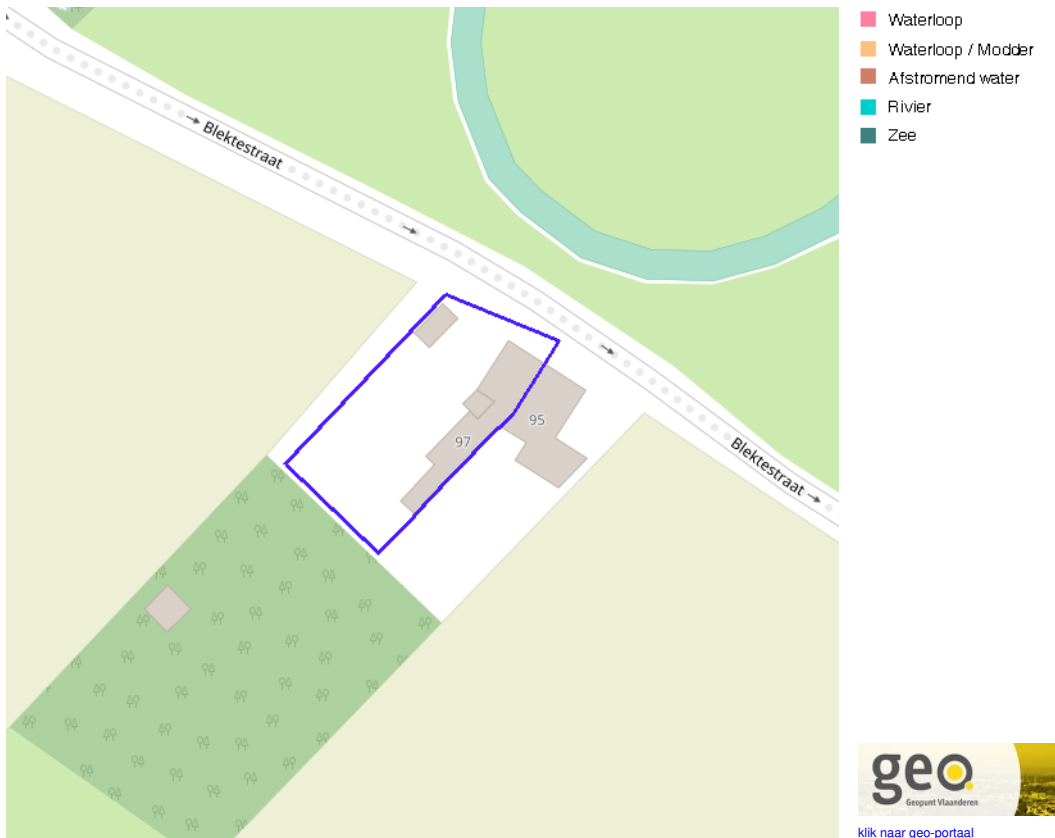 Waterloop
Waterloop / Modder
Afstromend water
Rivier
Zee
Blektestraat
95
97
Blektestraat
geo.
Geopunt Vlaanderen
klik naar geo-portaal